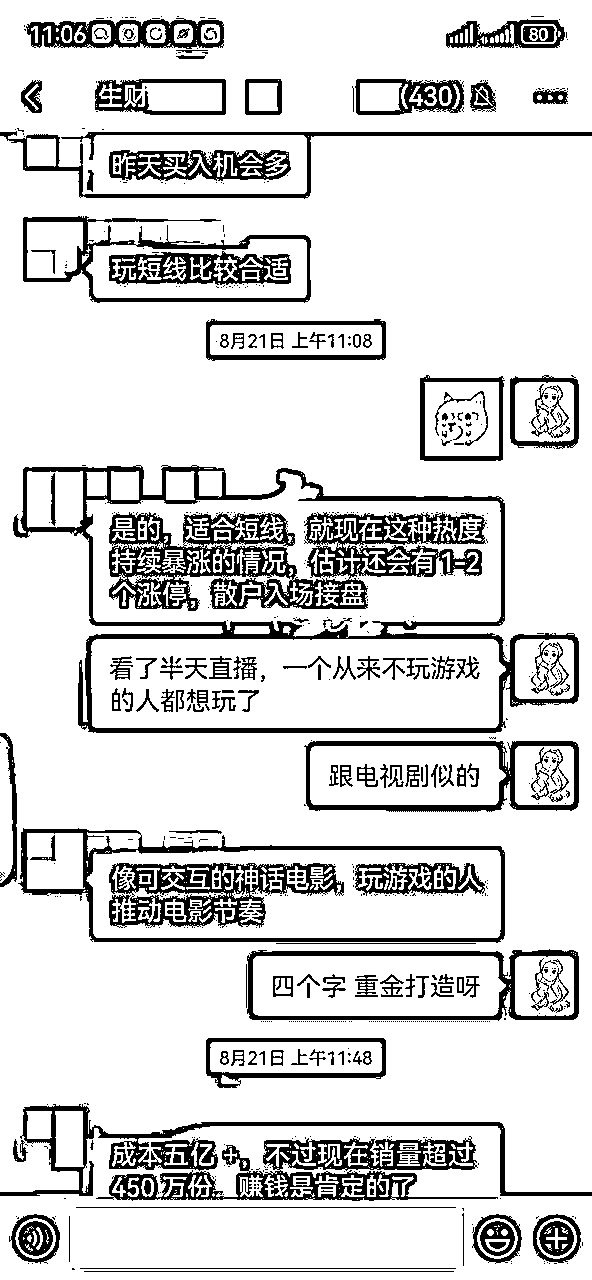 11:06 80
生财 (430)
昨天买入机会多
玩短线比较合适
8月21日 上午11:08
是的，适合短线，就现在这种热度
持续暴涨的情况，估计还会有1-2
个涨停，散户入场接盘
看了半天直播，一个从来不玩游戏
的人都想玩了
跟电视剧似的
像可交互的神话电影，玩游戏的人
推动电影节奏
四个字 重金打造呀
8月21日 上午11:48
成本五亿 +，不过现在销量超过
450 万份，赚钱是肯定的了